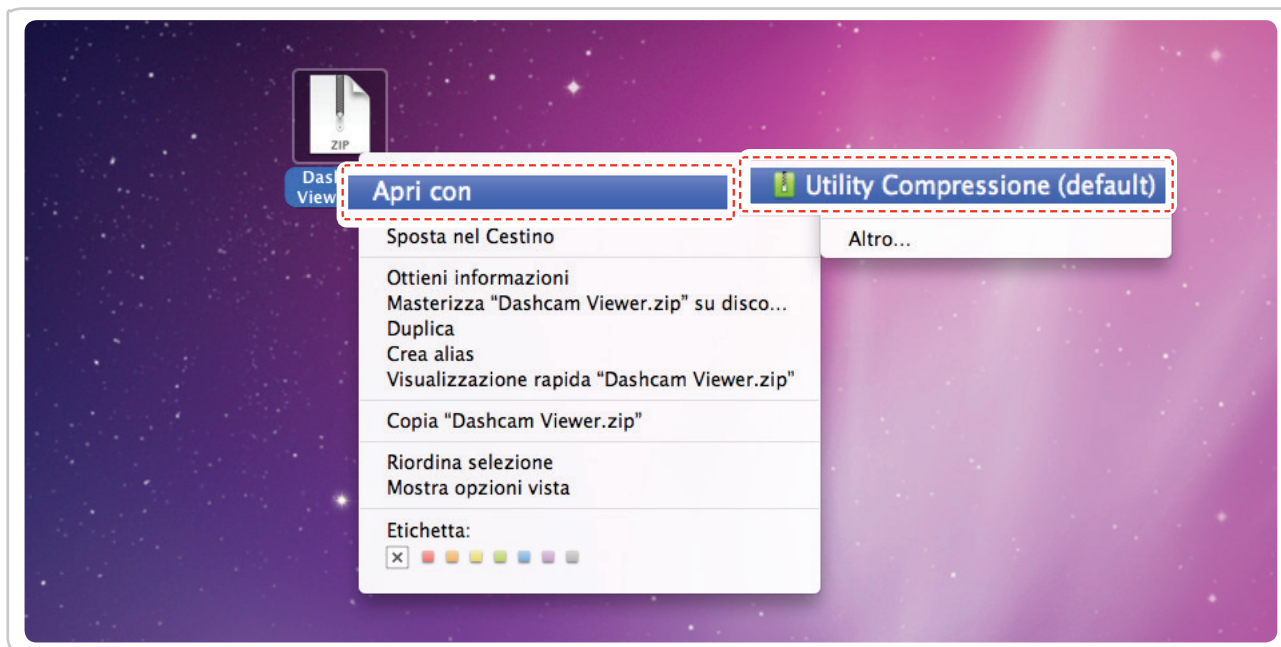 ZIP
Das
View
Apri con
Utility Compressione (default)
Altro...
Sposta nel Cestino
Ottieni informazioni
Masterizza “Dashcam Viewer.zip” su disco...
Duplica
Crea alias
Visualizzazione rapida “Dashcam Viewer.zip”
Copia “Dashcam Viewer.zip”
Riordina selezione
Mostra opzioni vista
Etichetta: